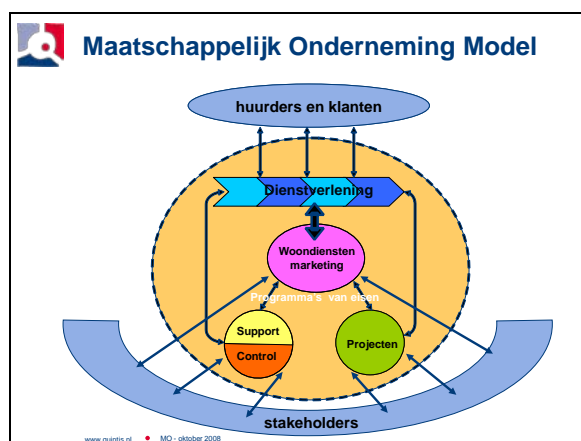 Maatschappelijk Onderneming Model
huurders en klanten
Dienstverlening
Woondiensten
marketing
Programma's van eisen
Support
Control
Projecten
stakeholders
www.quintis.nl • MO - oktober 2008